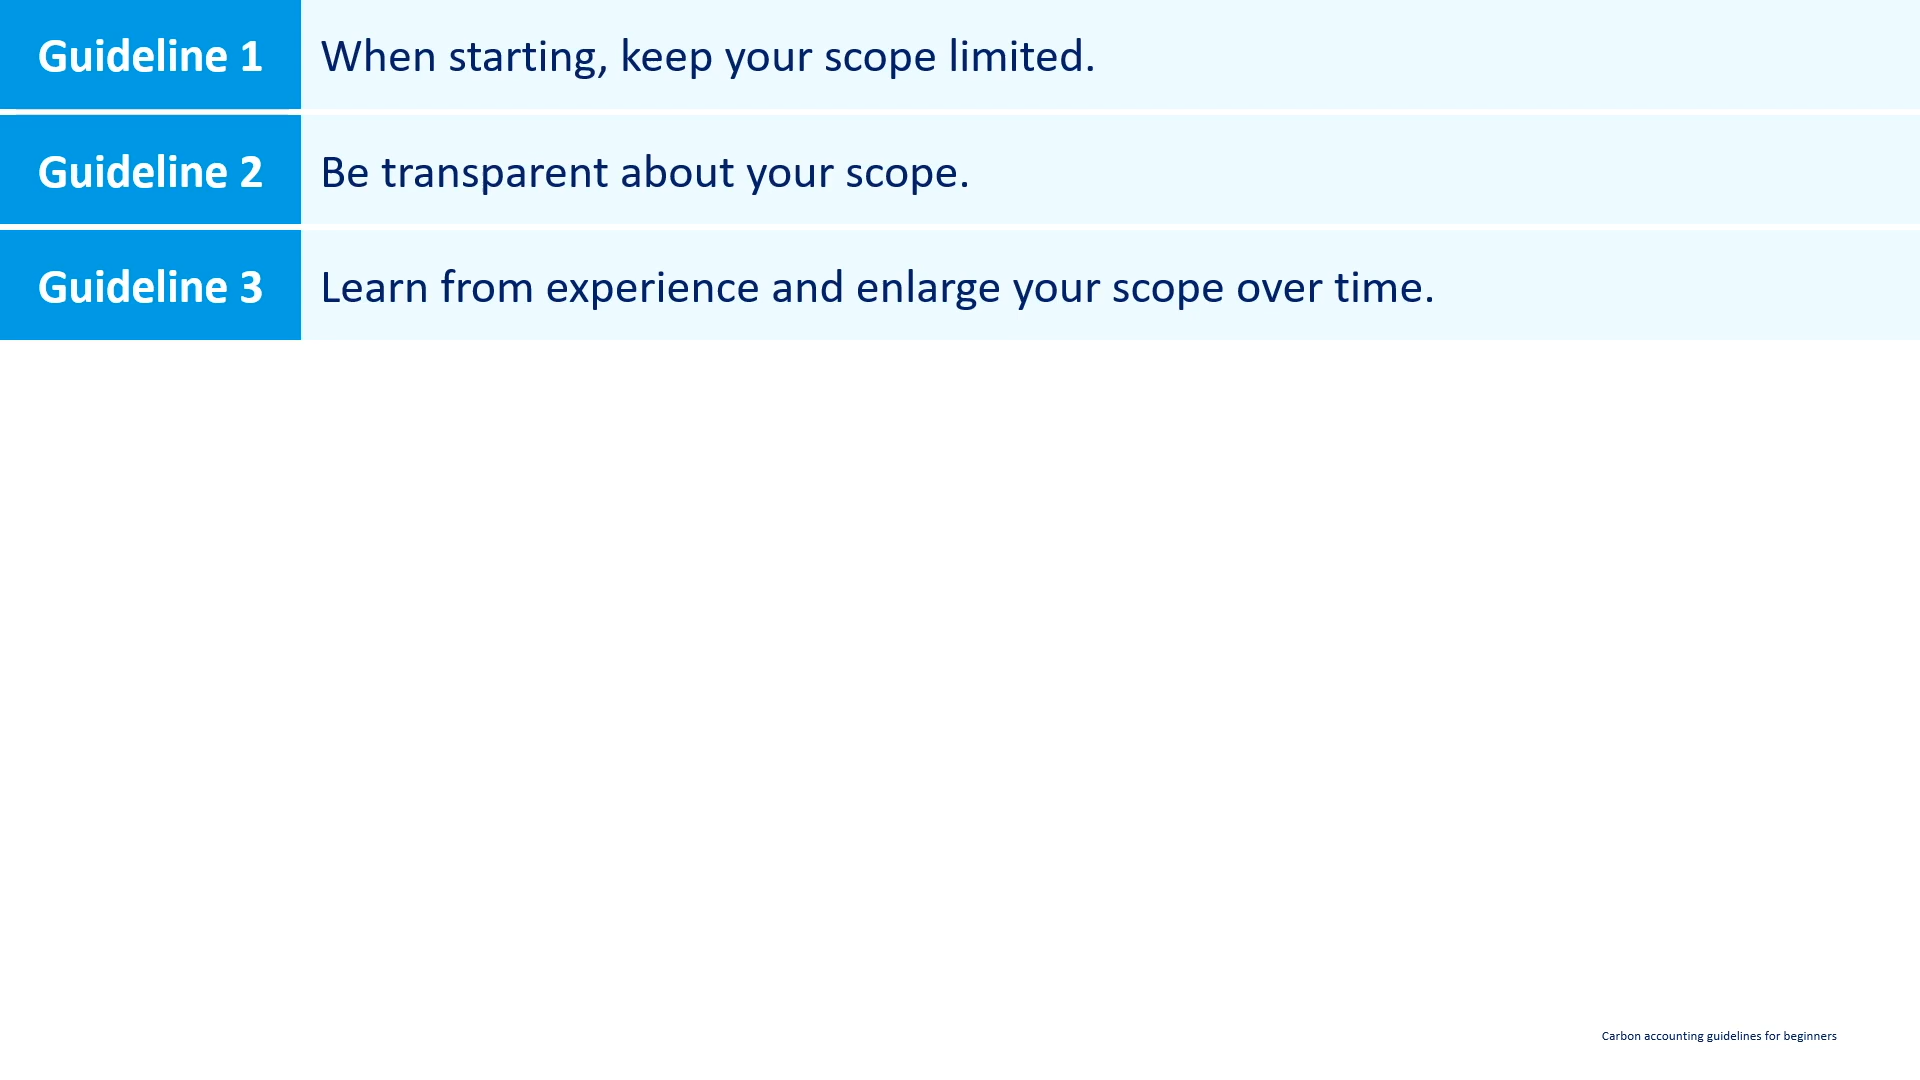 Guideline 1 When starting, keep your scope limited.
Guideline 2 Be transparent about your scope.
Guideline 3 Learn from experience and enlarge your scope over time.
Carbon accounting guidelines for beginners